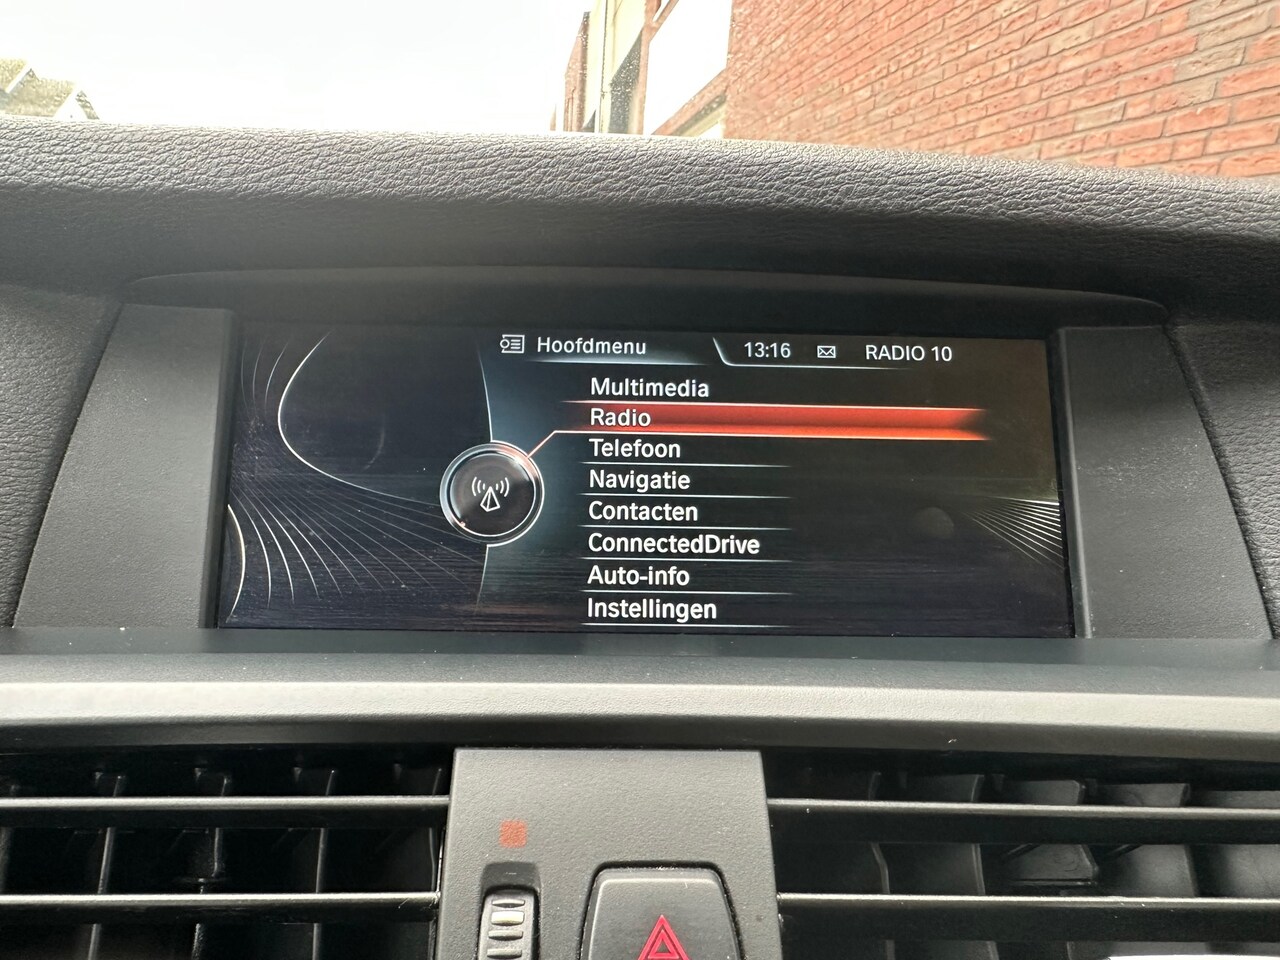 Hoofdmenu 13:16 RADIO 10
Multimedia
Radio
Telefoon
Navigatie
Contacten
ConnectedDrive
Auto-info
Instellingen